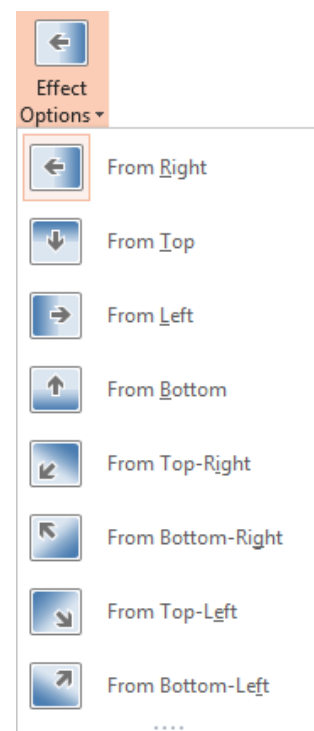 Effect
Options
From Right
From Top
From Left
From Bottom
From Top-Right
From Bottom-Right
From Top-Left
From Bottom-Left